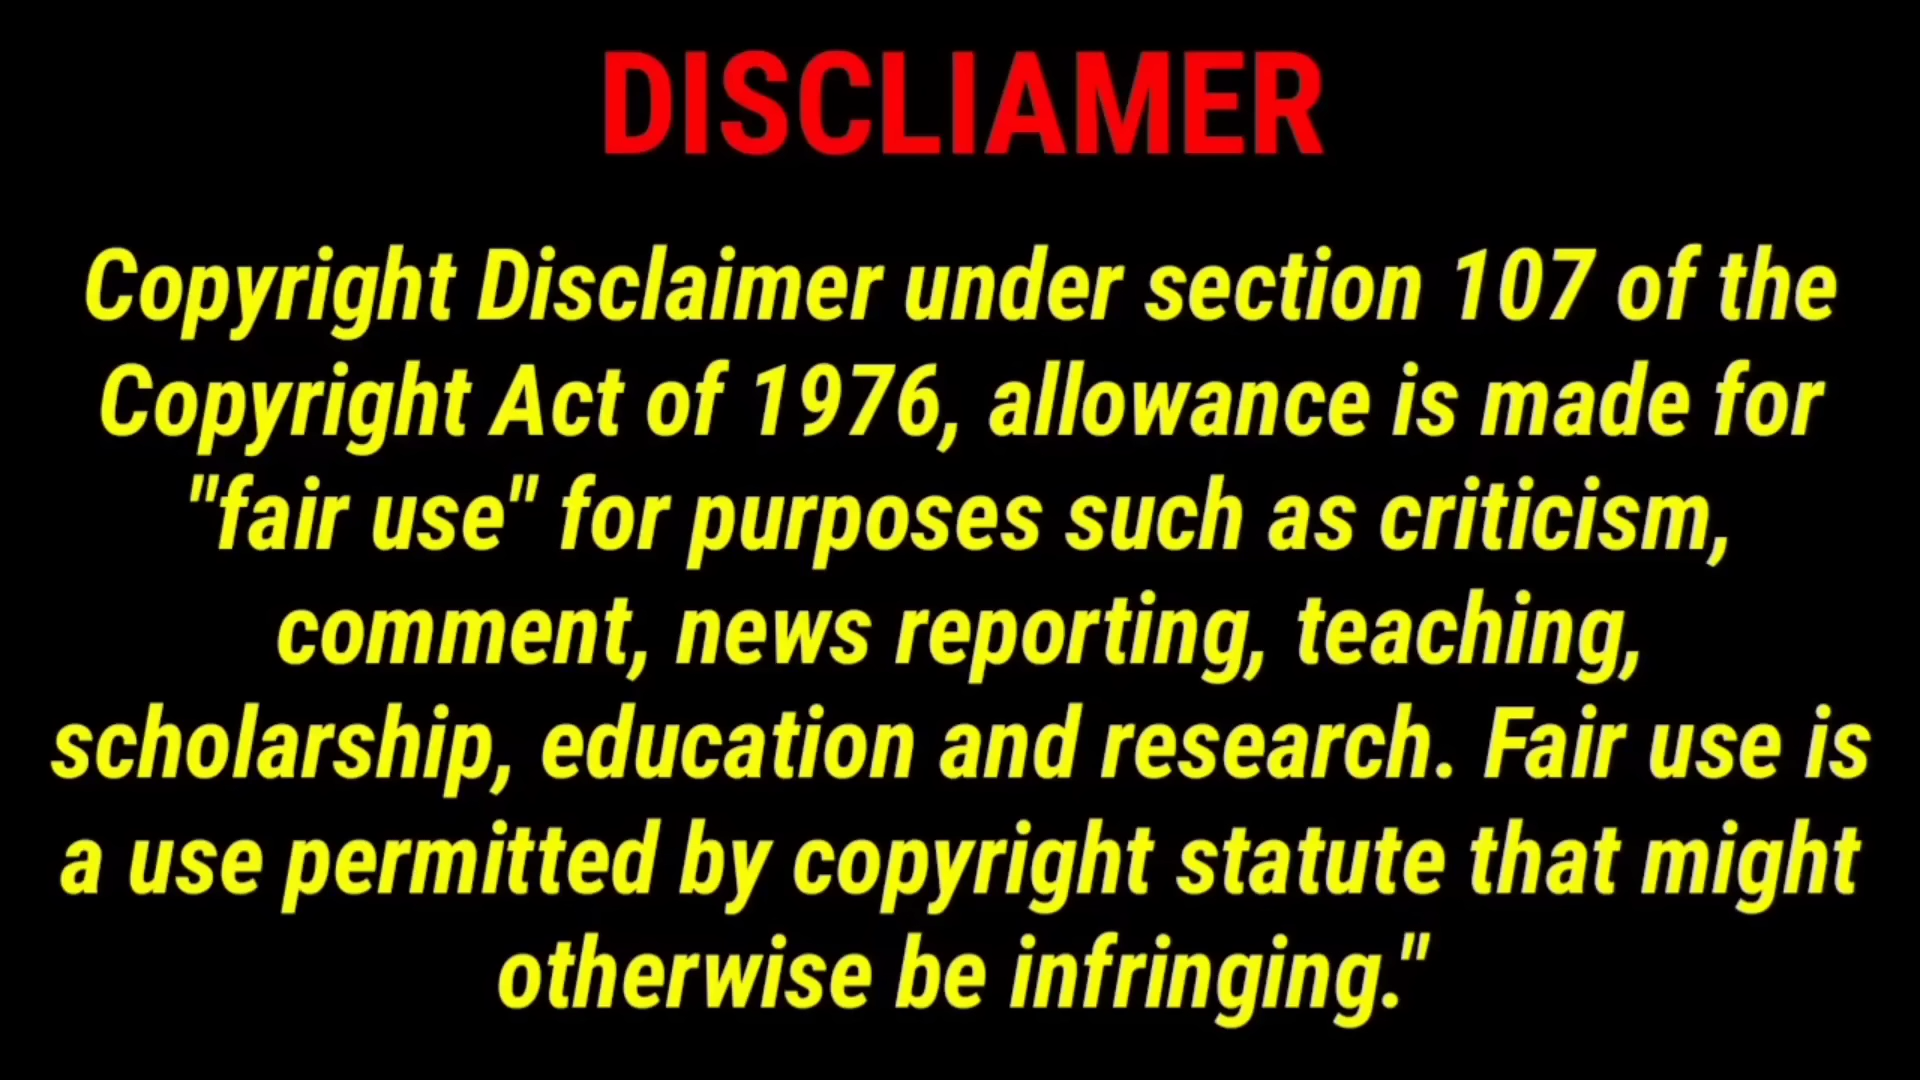 DISCLIAMER
Copyright Disclaimer under section 107 of the
Copyright Act of 1976, allowance is made for
"fair use" for purposes such as criticism,
comment, news reporting, teaching,
scholarship, education and research. Fair use is
a use permitted by copyright statute that might
otherwise be infringing."